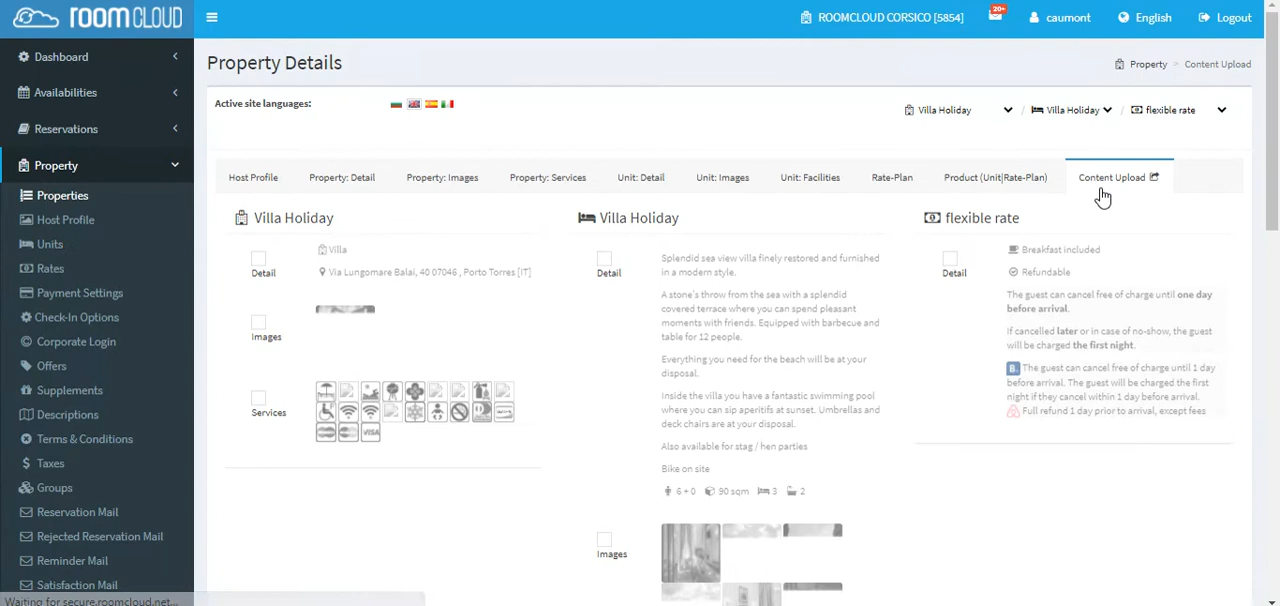 ROOMCLOUD
ROOMCLOUD CORSICO [5854]
20+
caumont
English
Logout
Dashboard
Availabilities
Reservations
Property
Properties
Host Profile
Units
Rates
Payment Settings
Check-In Options
Corporate Login
Offers
Supplements
Descriptions
Terms & Conditions
Taxes
Groups
Reservation Mail
Rejected Reservation Mail
Reminder Mail
Satisfaction Mail
Waiting for secure.roomcloud.net...
Property Details
Property > Content Upload
Active site languages:
Villa Holiday / Villa Holiday / flexible rate
Host Profile Property: Detail Property: Images Property: Services Unit: Detail Unit: Images Unit: Facilities Rate-Plan Product (Unit|Rate-Plan) Content Upload
Villa Holiday
Detail
Villa
Via Lungomare Balai, 40 07046 , Porto Torres [IT]
Images
Services
VISA
Villa Holiday
Detail
Splendid sea view villa finely restored and furnished
in a modern style.
A stone's throw from the sea with a splendid
covered terrace where you can spend pleasant
moments with friends. Equipped with barbecue and
table for 12 people.
Everything you need for the beach will be at your
disposal.
Inside the villa you have a fantastic swimming pool
where you can sip aperitifs at sunset. Umbrellas and
deck chairs are at your disposal.
Also available for stag / hen parties
Bike on site
6 + 0 90 sqm 3 2
Images
flexible rate
Detail
Breakfast included
Refundable
The guest can cancel free of charge until one day
before arrival.
If cancelled later or in case of no-show, the guest
will be charged the first night.
B. The guest can cancel free of charge until 1 day
before arrival. The guest will be charged the first
night if they cancel within 1 day before arrival.
Full refund 1 day prior to arrival, except fees